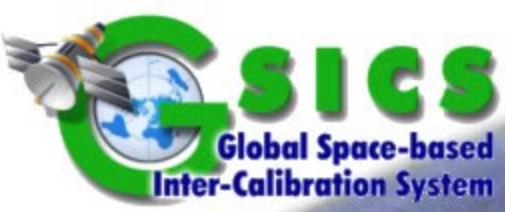 GSICS
Global Space-based
Inter-Calibration System